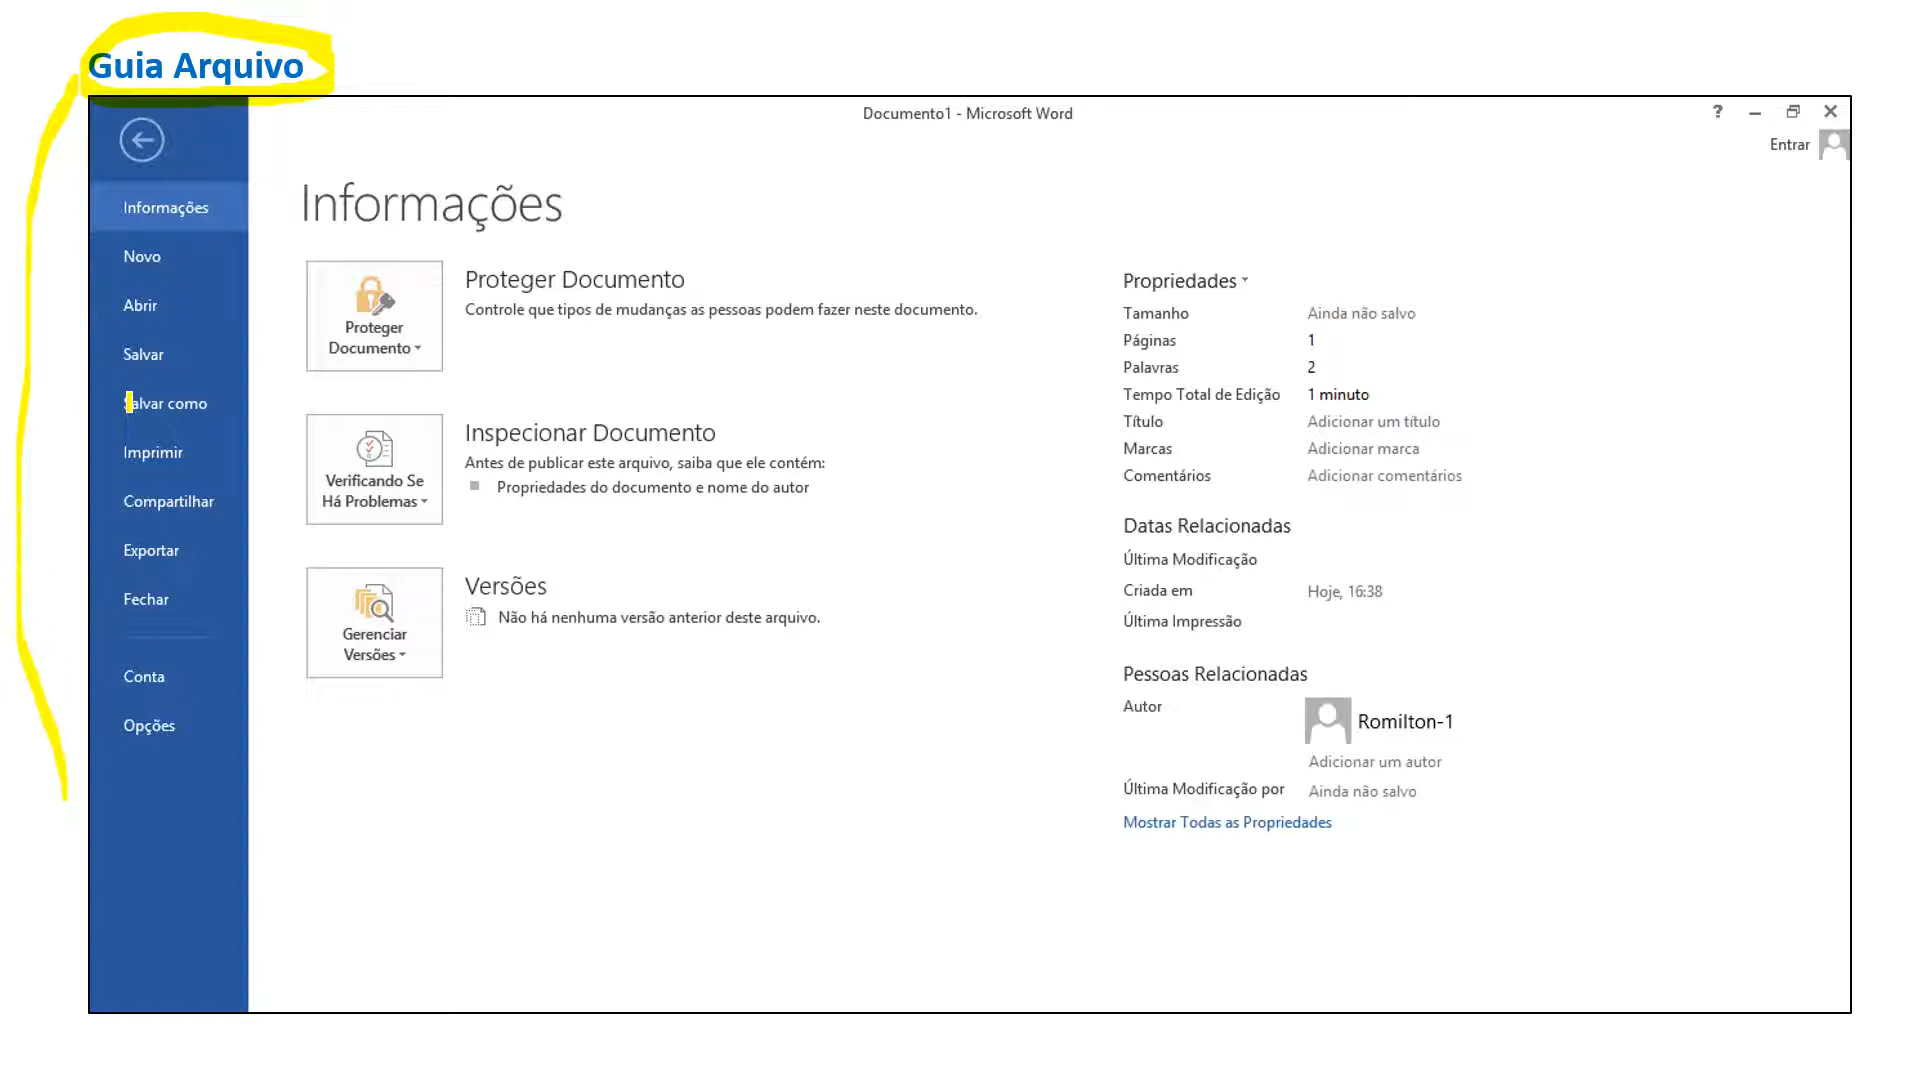 Guia Arquivo
Documento1 - Microsoft Word
?
Entrar
Informações
Novo
Abrir
Salvar
Salvar como
Imprimir
Compartilhar
Exportar
Fechar
Conta
Opções
Informações
Proteger Documento
Proteger Documento
Controle que tipos de mudanças as pessoas podem fazer neste documento.
Verificando Se
Há Problemas
Inspecionar Documento
Antes de publicar este arquivo, saiba que ele contém:
Propriedades do documento e nome do autor
Gerenciar
Versões
Versões
Não há nenhuma versão anterior deste arquivo.
Propriedades
Tamanho Ainda não salvo
Páginas 1
Palavras 2
Tempo Total de Edição 1 minuto
Título Adicionar um título
Marcas Adicionar marca
Comentários Adicionar comentários
Datas Relacionadas
Última Modificação
Criada em Hoje, 16:38
Última Impressão
Pessoas Relacionadas
Autor Romilton-1
Adicionar um autor
Última Modificação por Ainda não salvo
Mostrar Todas as Propriedades